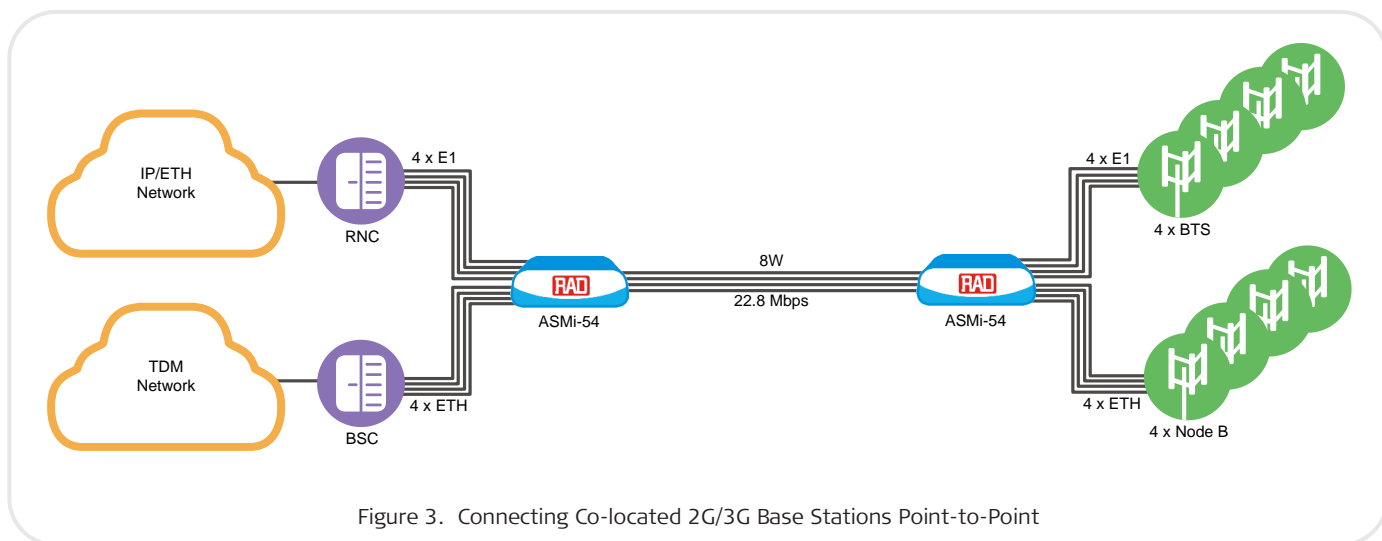 IP/ETH
Network
RNC
4 x E1
TDM
Network
BSC
4 x ETH
RAD
ASMi-54
8W
22.8 Mbps
RAD
ASMi-54
4 x E1
4 x BTS
4 x ETH
4 x Node B
Figure 3. Connecting Co-located 2G/3G Base Stations Point-to-Point